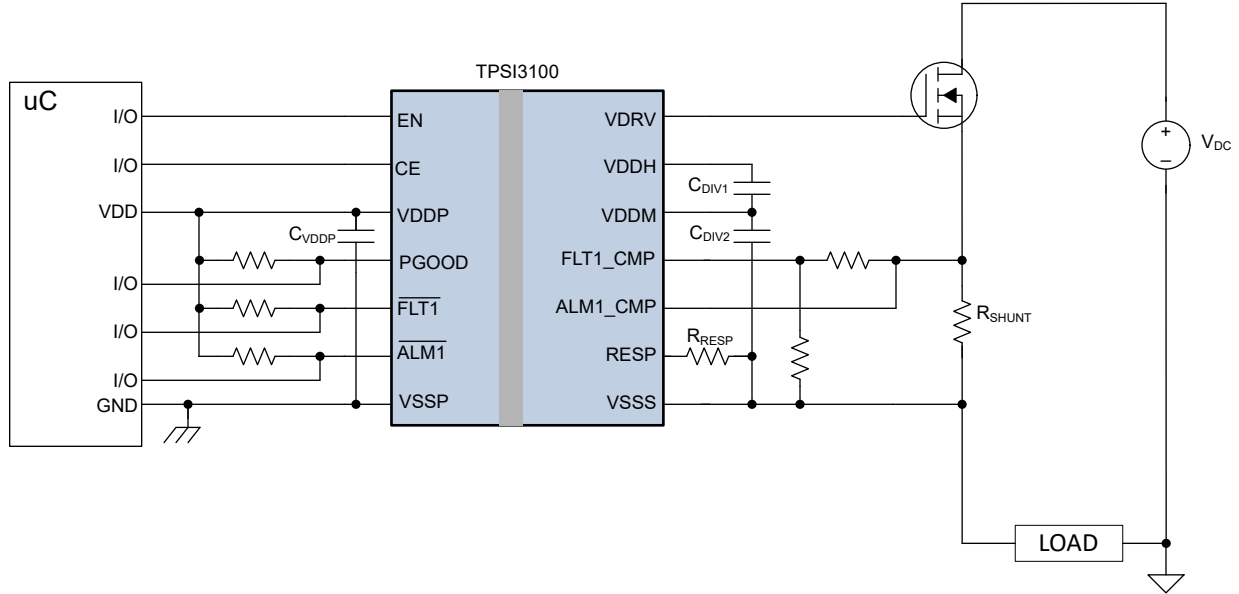 TPSI3100
uC
I/O
EN
VDRV
I/O
CE
VDDH
+
–
VDC
CDIV1
VDD
VDDP
VDDM
CVDDP
CDIV2
PGOOD
FLT1_CMP
I/O
FLT1
ALM1_CMP
RSHUNT
I/O
RRESP
ALM1
RESP
I/O
GND
VSSP
VSSS
LOAD